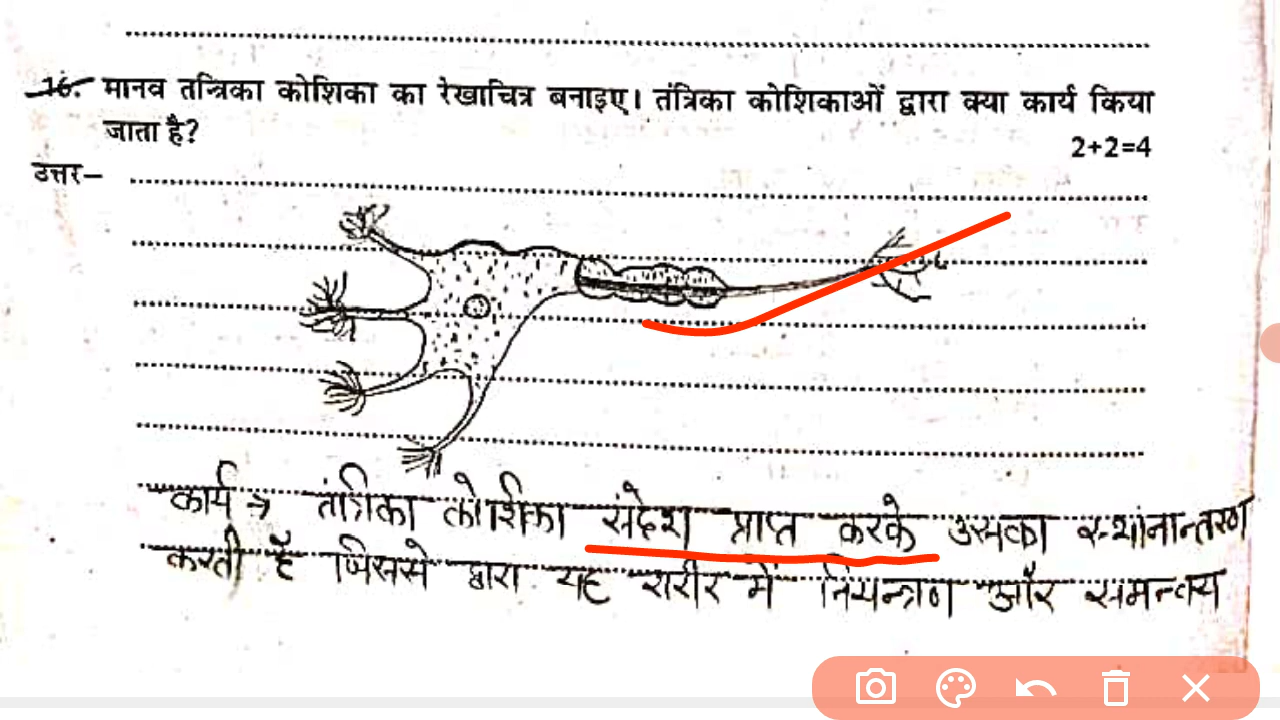 16. मानव तन्त्रिका कोशिका का रेखाचित्र बनाइए। तंत्रिका कोशिकाओं द्वारा क्या कार्य किया
जाता है? 2+2=4
उत्तर–
कार्य → तंत्रिका कोशिका संदेश प्राप्त करके उसका स्थानान्तरण
करती है जिससे द्वारा यह शरीर में नियन्त्रण और समन्वय